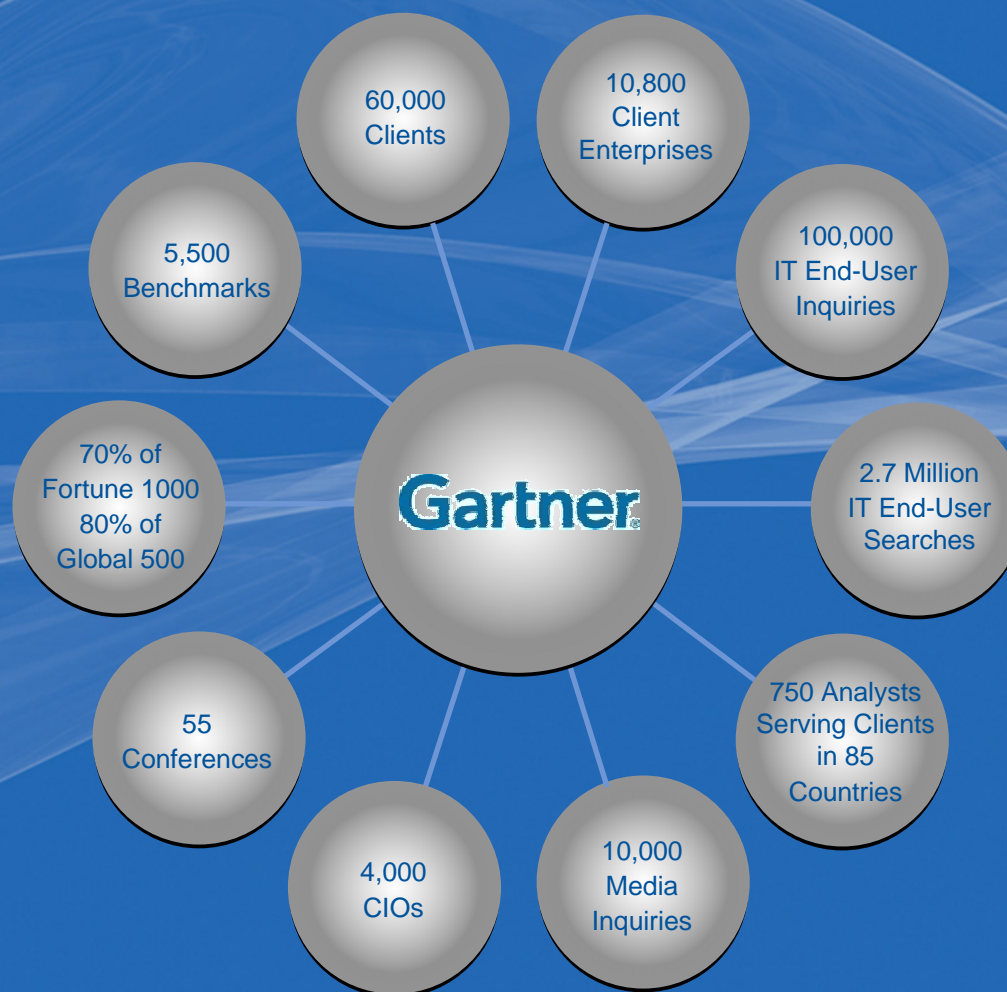 60,000
Clients
10,800
Client
Enterprises
5,500
Benchmarks
100,000
IT End-User
Inquiries
70% of
Fortune 1000
80% of
Global 500
Gartner®
2.7 Million
IT End-User
Searches
55
Conferences
750 Analysts
Serving Clients
in 85
Countries
4,000
CIOs
10,000
Media
Inquiries